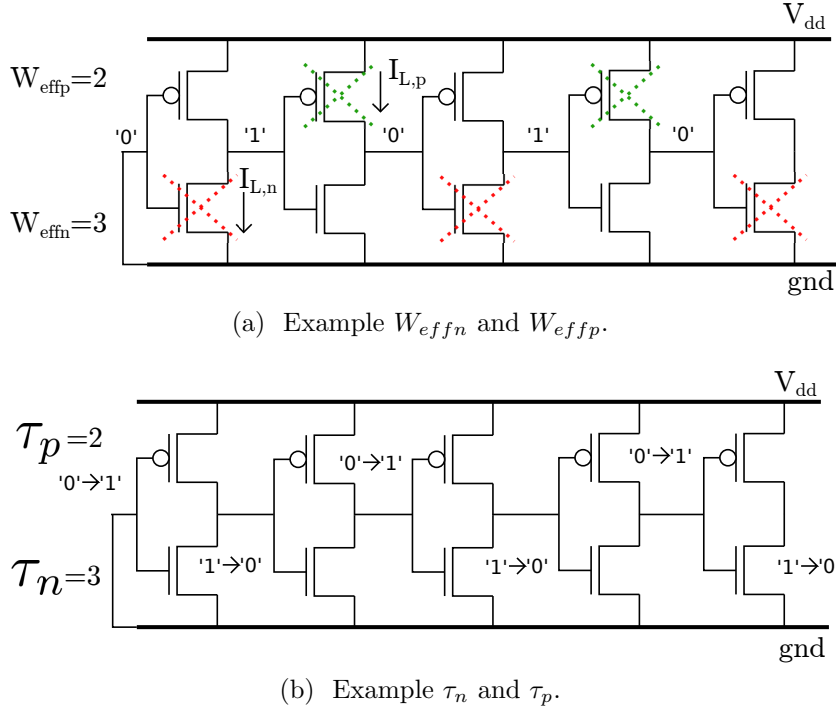 V_dd
W_effp=2
I_L,p
'0' '1' '0' '1' '0'
I_L,n
W_effn=3
gnd
(a) Example W_effn and W_effp.
V_dd
τ_p=2
'0'→'1' '0'→'1' '0'→'1'
τ_n=3
'1'→'0' '1'→'0' '1'→'0
gnd
(b) Example τ_n and τ_p.